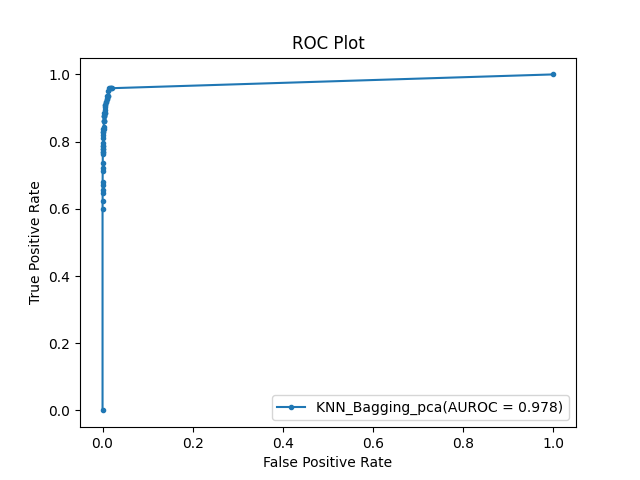 ROC Plot
True Positive Rate
1.0
0.8
0.6
0.4
0.2
0.0
KNN_Bagging_pca(AUROC = 0.978)
0.0 0.2 0.4 0.6 0.8 1.0
False Positive Rate